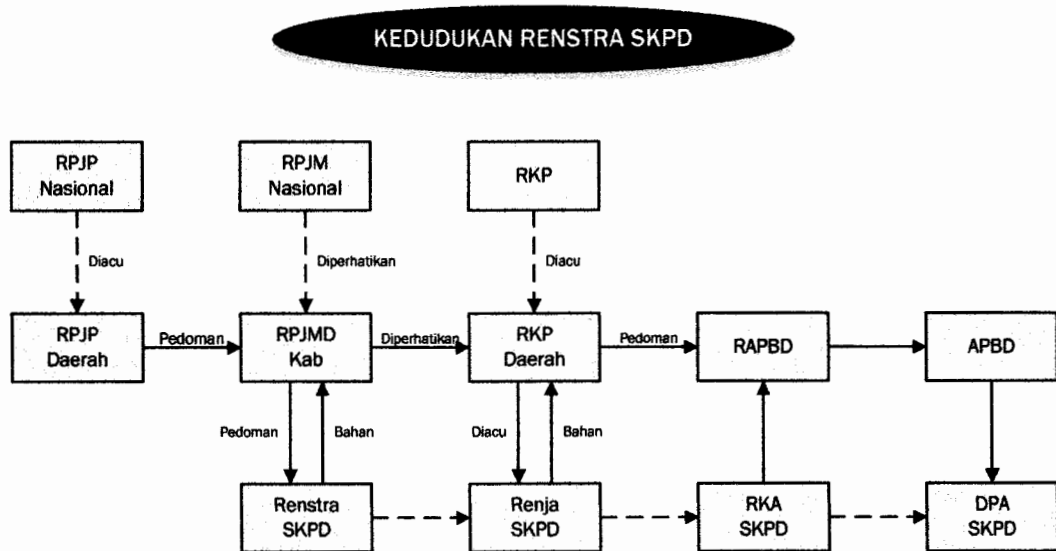 KEDUDUKAN RENSTRA SKPD
RPJP
Nasional
RPJM
Nasional
RKP
Diacu
Diperhatikan
Diacu
RPJP
Daerah
Pedoman
RPJMD
Kab
Diperhatikan
RKP
Daerah
Pedoman
RAPBD
APBD
Pedoman
Bahan
Diacu
Bahan
Renstra
SKPD
Renja
SKPD
RKA
SKPD
DPA
SKPD